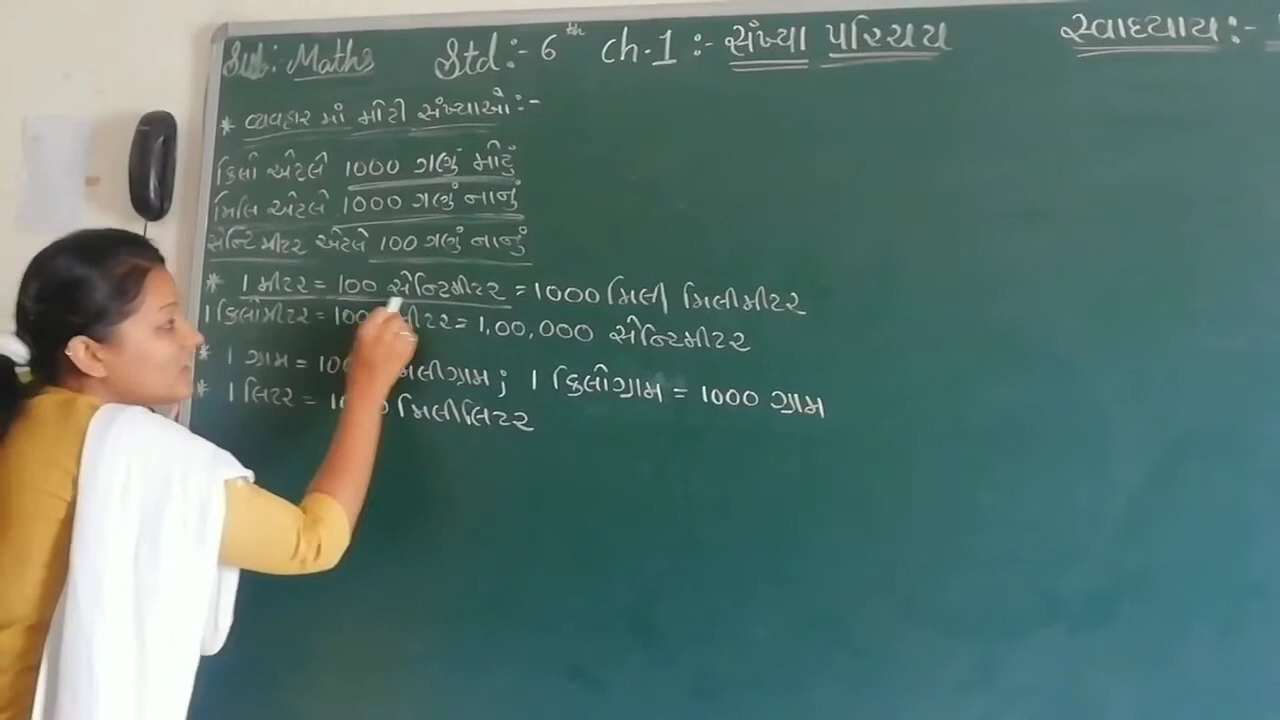 Sub: Maths Std:- 6th ch.1 :- સંખ્યા પરિચય સ્વાધ્યાય:-
* વ્યવહાર માં મોટી સંખ્યાઓ:-
કિલો એટલે 1000 ગણું મોટું
મિલિ એટલે 1000 ગણું નાનું
સેન્ટિમીટર એટલે 100 ગણું નાનું
* 1 મીટર = 100 સેન્ટિમીટર = 1000 મિલી મિલીમીટર
1 કિલોમીટર = મીટર = 1,00,000 સેન્ટિમીટર
* 1 ગ્રામ = મિલીગ્રામ ; 1 કિલોગ્રામ = 1000 ગ્રામ
* 1 લિટર = મિલીલિટર